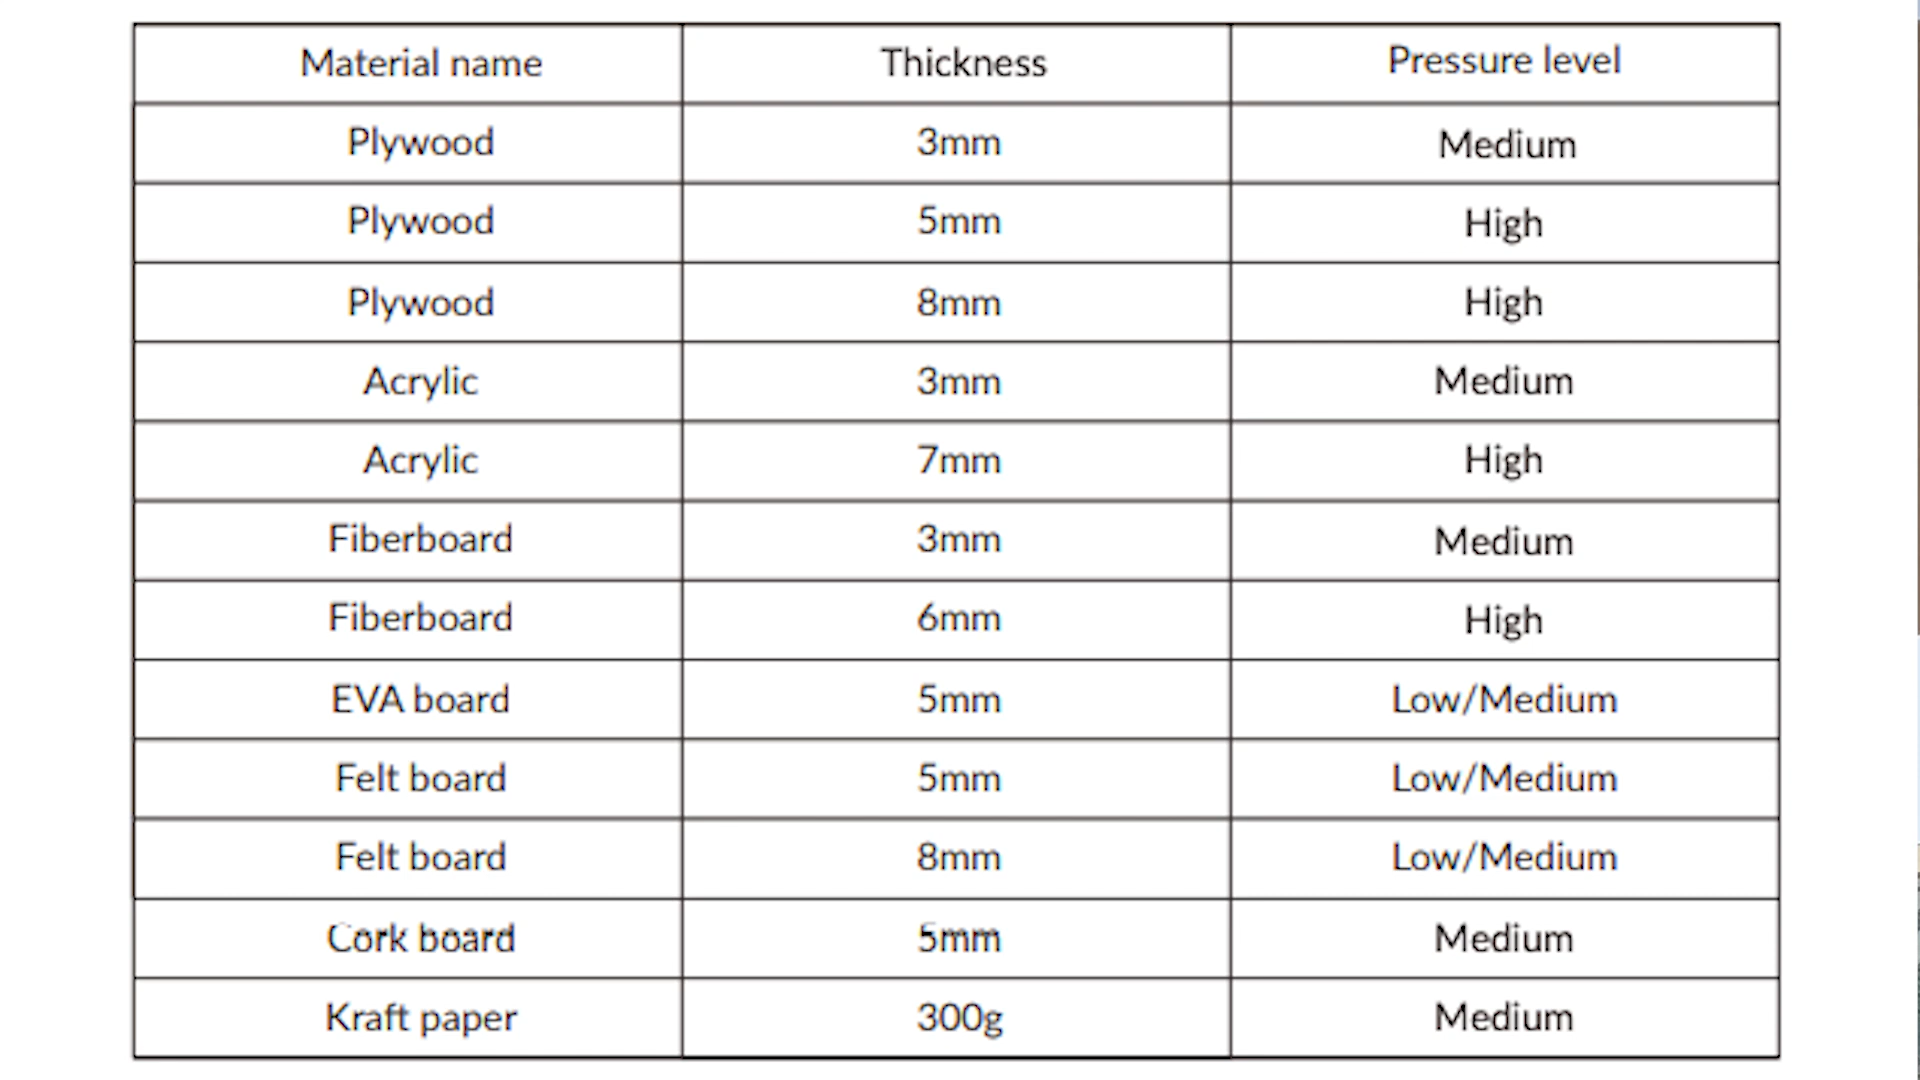 Material name Thickness Pressure level
Plywood 3mm Medium
Plywood 5mm High
Plywood 8mm High
Acrylic 3mm Medium
Acrylic 7mm High
Fiberboard 3mm Medium
Fiberboard 6mm High
EVA board 5mm Low/Medium
Felt board 5mm Low/Medium
Felt board 8mm Low/Medium
Cork board 5mm Medium
Kraft paper 300g Medium